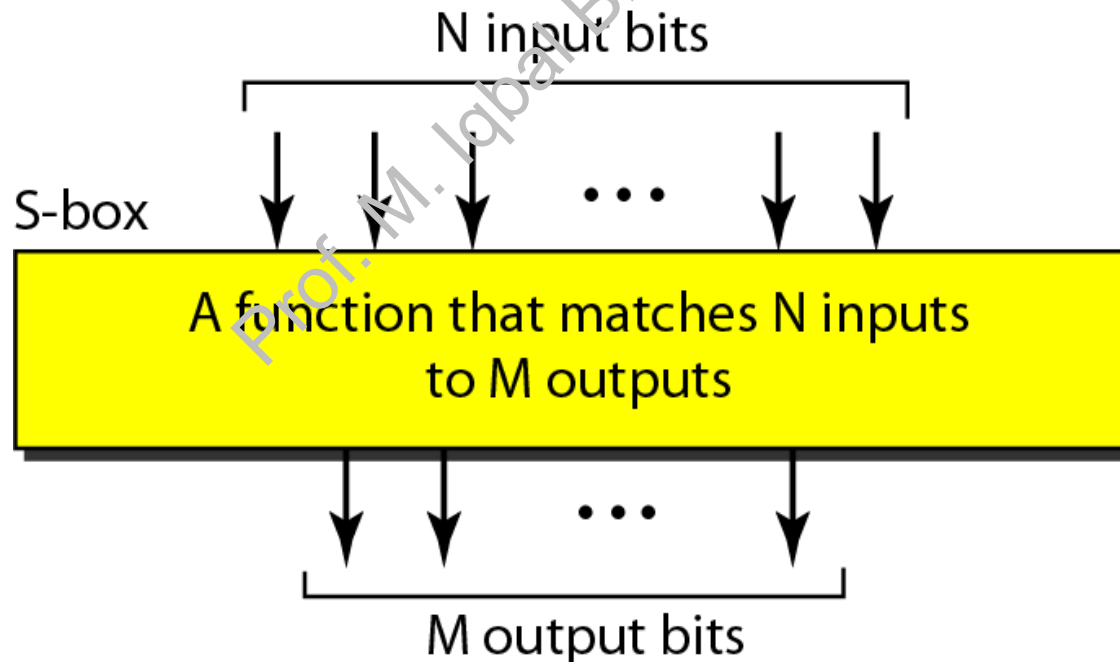 N input bits
S-box
A function that matches N inputs
to M outputs
M output bits
Prof. M. Iqbal